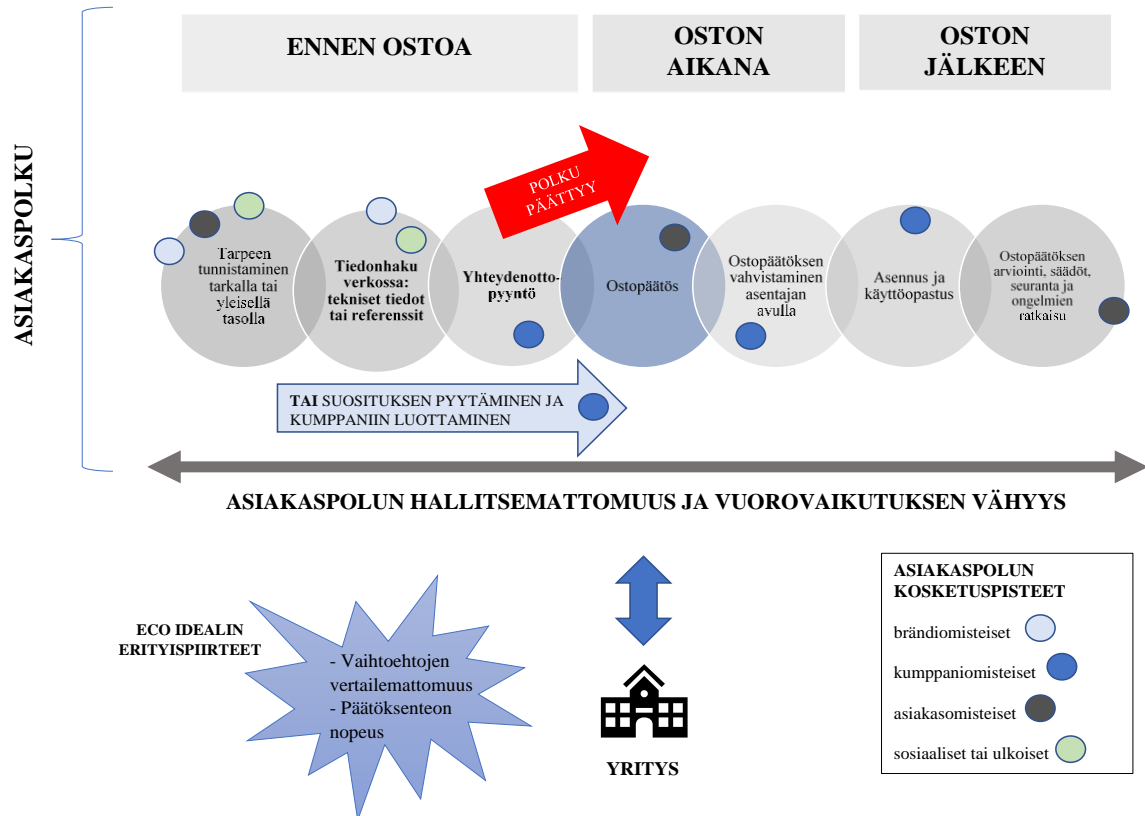 ENNEN OSTOA
OSTON
AIKANA
OSTON
JÄLKEEN
ASIAKASPOLKU
POLKU
PÄÄTTYY
Tarpeen
tunnistaminen
tarkalla tai
yleisellä
tasolla
Tiedonhaku
verkossa:
tekniset tiedot
tai referenssit
Yhteydenotto-
pyyntö
Ostopäätös
Ostopäätöksen
vahvistaminen
asentajan
avulla
Asennus ja
käyttöopastus
Ostopäätöksen
arviointi, säädöt,
seuranta ja
ongelmien
ratkaisu
TAI SUOSITUKSEN PYYTÄMINEN JA
KUMPPANIIN LUOTTAMINEN
ASIAKASPOLUN HALLITSEMATTOMUUS JA VUOROVAIKUTUKSEN VÄHYYS
ECO IDEALIN
ERITYISPIIRTEET
- Vaihtoehtojen
vertailemattomuus
- Päätöksenteon
nopeus
YRITYS
ASIAKASPOLUN
KOSKETUSPISTEET
brändiomisteiset
kumppaniomisteiset
asiakasomisteiset
sosiaaliset tai ulkoiset